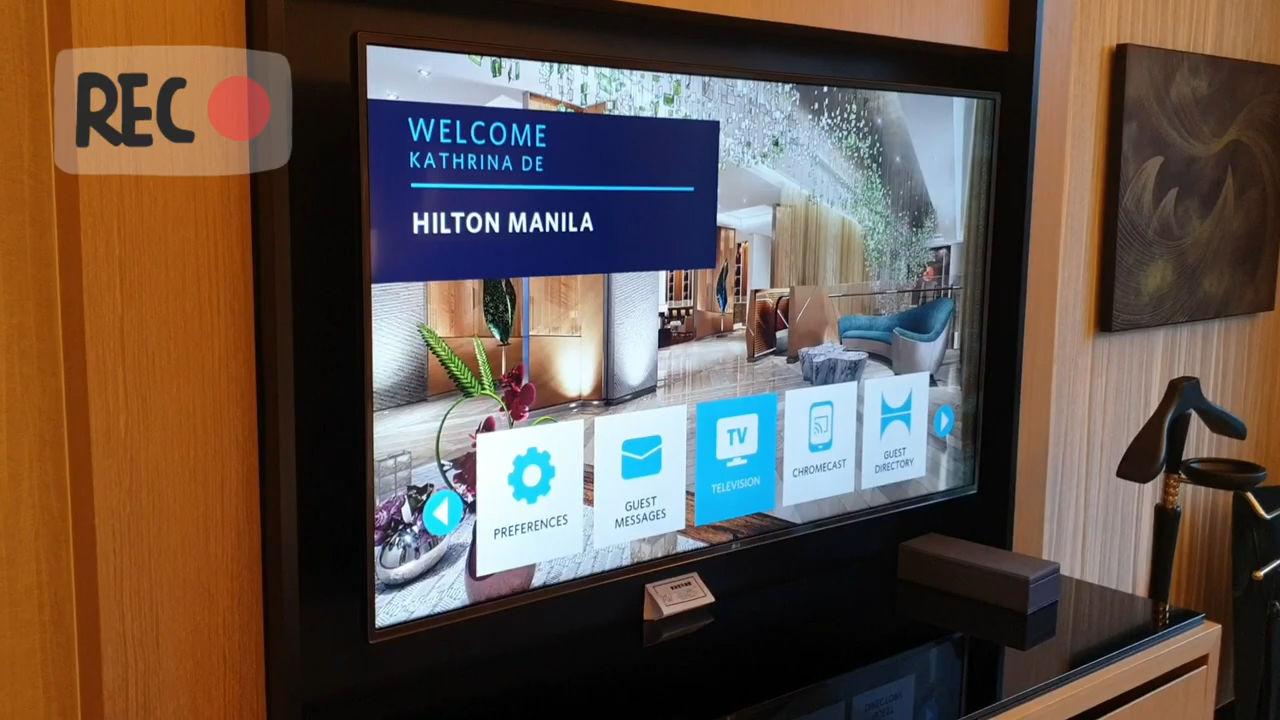 REC
WELCOME
KATHRINA DE
HILTON MANILA
PREFERENCES
GUEST
MESSAGES
TV
TELEVISION
CHROMECAST
GUEST
DIRECTORY